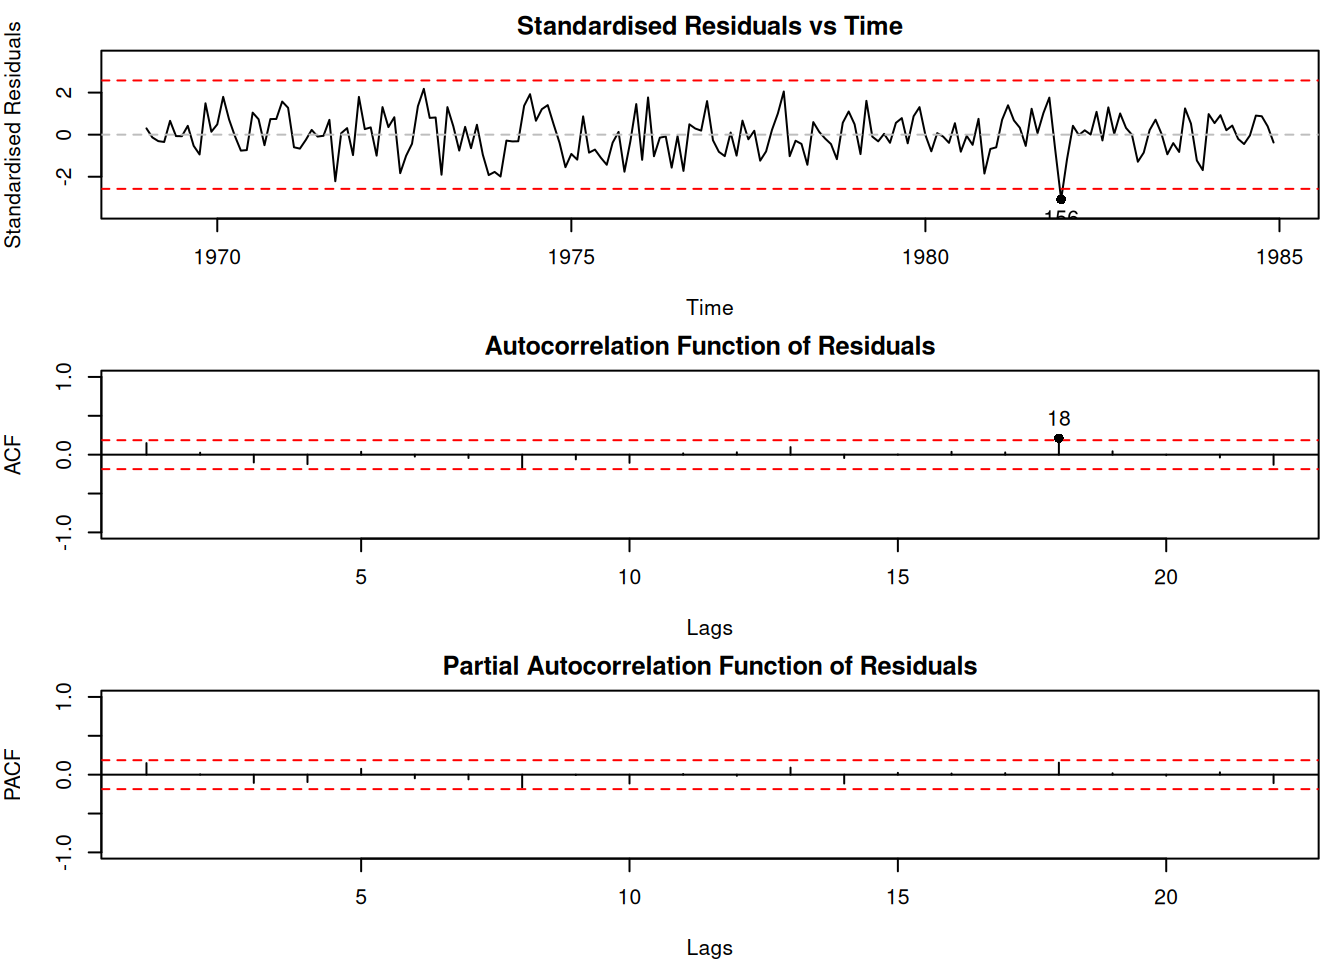 Standardised Residuals vs Time
Standardised Residuals
2
0
-2
156
1970 1975 1980 1985
Time
Autocorrelation Function of Residuals
ACF
1.0
0.0
-1.0
18
5 10 15 20
Lags
Partial Autocorrelation Function of Residuals
PACF
1.0
0.0
-1.0
5 10 15 20
Lags